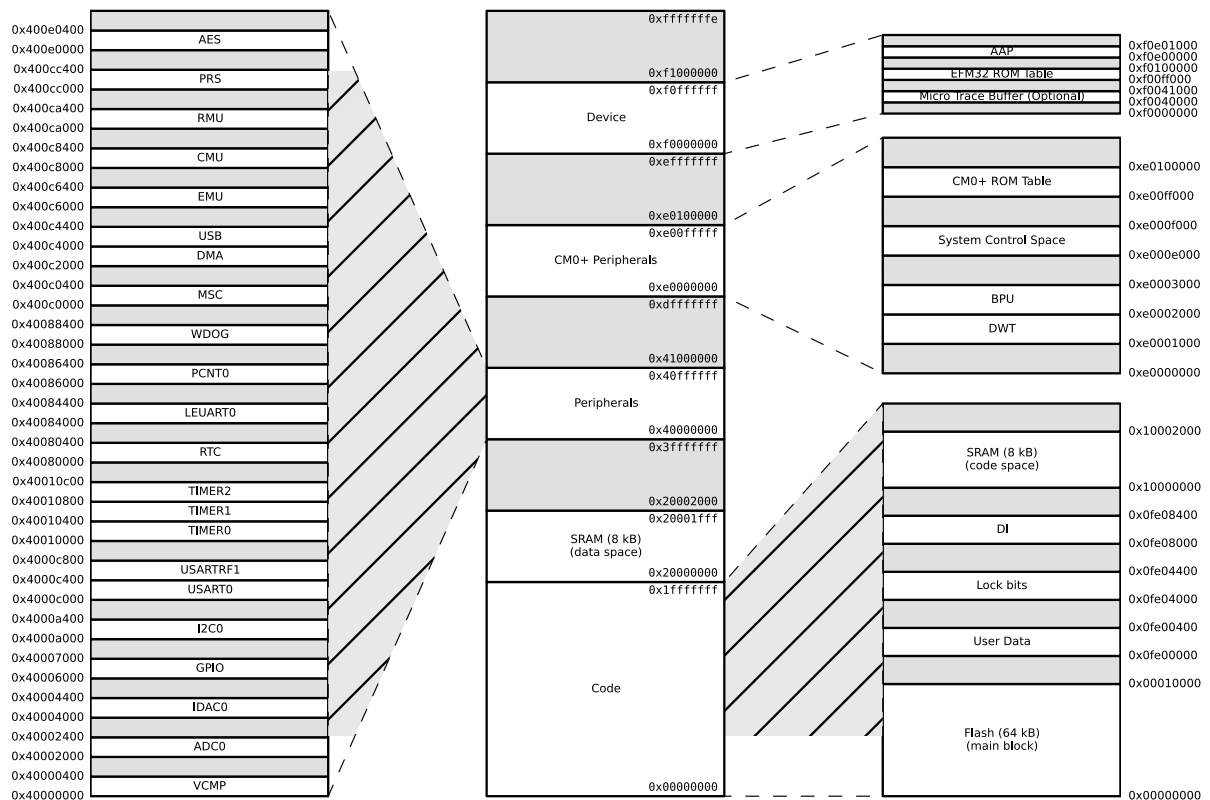 0x400e0400
AES
0x400e0000
0x400cc400
PRS
0x400cc000
0x400ca400
RMU
0x400ca000
0x400c8400
CMU
0x400c8000
0x400c6400
EMU
0x400c6000
0x400c4400
USB
0x400c4000
DMA
0x400c2000
0x400c0400
MSC
0x400c0000
0x40088400
WDOG
0x40088000
0x40086400
PCNT0
0x40086000
0x40084400
LEUART0
0x40084000
0x40080400
RTC
0x40080000
0x40010c00
TIMER2
0x40010800
TIMER1
0x40010400
TIMER0
0x40010000
0x4000c800
USARTRF1
0x4000c400
USART0
0x4000c000
0x4000a400
I2C0
0x4000a000
0x40007000
GPIO
0x40006000
0x40004400
IDAC0
0x40004000
0x40002400
ADC0
0x40002000
0x40000400
VCMP
0x40000000
0xfffffffe
0xf1000000
0xf0ffffff
Device
0xf0000000
0xefffffff
0xe0100000
0xe00fffff
CM0+ Peripherals
0xe0000000
0xdfffffff
0x41000000
0x40ffffff
Peripherals
0x40000000
0x3fffffff
0x20002000
0x20001fff
SRAM (8 kB)
(data space)
0x20000000
0x1fffffff
Code
0x00000000
0xf0e01000
AAP
0xf0e00000
0xf0100000
EFM32 ROM Table
0xf00ff000
0xf0041000
Micro Trace Buffer (Optional)
0xf0040000
0xf0000000
0xe0100000
CM0+ ROM Table
0xe00ff000
0xe000f000
System Control Space
0xe000e000
0xe0003000
BPU
0xe0002000
DWT
0xe0001000
0xe0000000
0x10002000
SRAM (8 kB)
(code space)
0x10000000
0x0fe08400
DI
0x0fe08000
0x0fe04400
Lock bits
0x0fe04000
0x0fe00400
User Data
0x0fe00000
0x00010000
Flash (64 kB)
(main block)
0x00000000